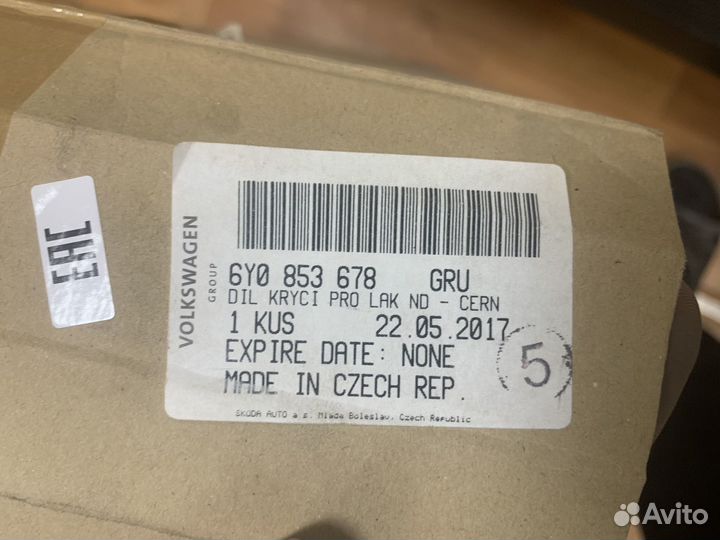 EAC
VOLKSWAGEN
GROUP
6Y0 853 678 GRU
DIL KRYCI PRO LAK ND - CERN
1 KUS 22.05.2017
EXPIRE DATE: NONE
MADE IN CZECH REP.
5
SKODA AUTO a s. Mlada Boleslav, Czech Republic
Avito